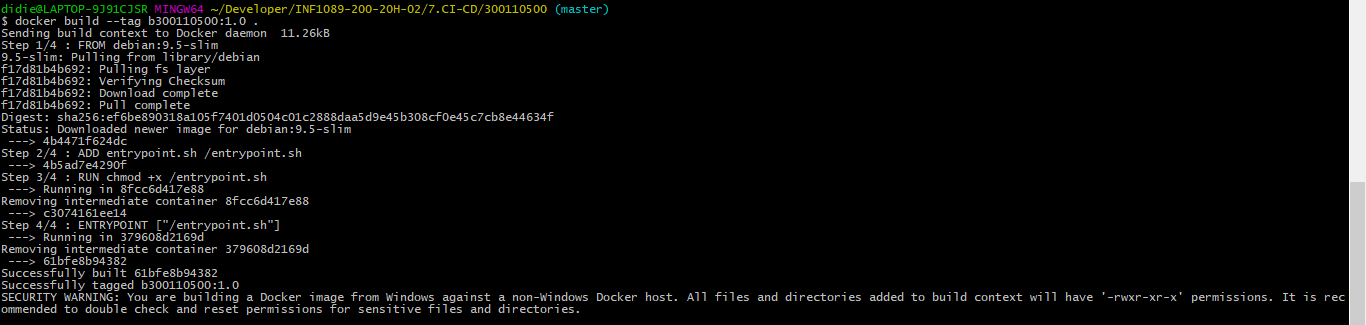 didie@LAPTOP-9J91CJSR MINGW64 ~/Developer/INF1089-200-20H-02/7.CI-CD/300110500 (master)
$ docker build --tag b300110500:1.0 .
Sending build context to Docker daemon  11.26kB
Step 1/4 : FROM debian:9.5-slim
9.5-slim: Pulling from library/debian
f17d81b4b692: Pulling fs layer
f17d81b4b692: Verifying Checksum
f17d81b4b692: Download complete
f17d81b4b692: Pull complete
Digest: sha256:ef6be890318a105f7401d0504c01c2888daa5d9e45b308cf0e45c7cb8e44634f
Status: Downloaded newer image for debian:9.5-slim
 ---> 4b4471f624dc
Step 2/4 : ADD entrypoint.sh /entrypoint.sh
 ---> 4b5ad7e4290f
Step 3/4 : RUN chmod +x /entrypoint.sh
 ---> Running in 8fcc6d417e88
Removing intermediate container 8fcc6d417e88
 ---> c3074161ee14
Step 4/4 : ENTRYPOINT ["/entrypoint.sh"]
 ---> Running in 379608d2169d
Removing intermediate container 379608d2169d
 ---> 61bfe8b94382
Successfully built 61bfe8b94382
Successfully tagged b300110500:1.0
SECURITY WARNING: You are building a Docker image from Windows against a non-Windows Docker host. All files and directories added to build context will have '-rwxr-xr-x' permissions. It is rec
ommended to double check and reset permissions for sensitive files and directories.